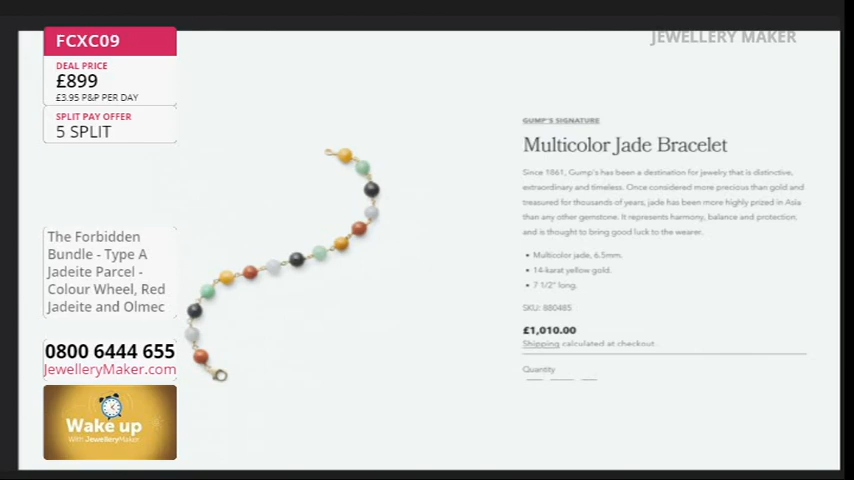 FCXC09
DEAL PRICE
£899
£3.95 P&P PER DAY
SPLIT PAY OFFER
5 SPLIT
The Forbidden
Bundle - Type A
Jadeite Parcel -
Colour Wheel, Red
Jadeite and Olmec
0800 6444 655
JewelleryMaker.com
Wake up
With JewelleryMaker
JEWELLERY MAKER
GUMP'S SIGNATURE
Multicolor Jade Bracelet
Since 1861, Gump's has been a destination for jewelry that is distinctive,
extraordinary and timeless. Once considered more precious than gold and
treasured for thousands of years, jade has been more highly prized in Asia
than any other gemstone. It represents harmony, balance and protection,
and is thought to bring good luck to the wearer.
• Multicolor jade, 6.5mm.
• 14-karat yellow gold.
• 7 1/2" long.
SKU: 880485
£1,010.00
Shipping calculated at checkout.
Quantity